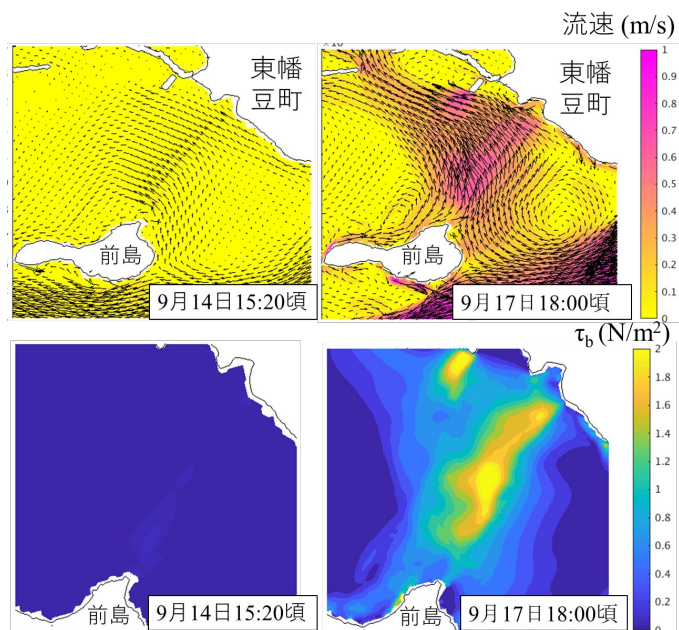 流速 (m/s)
東幡
豆町
前島
9月14日15:20頃
東幡
豆町
前島
9月17日18:00頃
1
0.9
0.8
0.7
0.6
0.5
0.4
0.3
0.2
0.1
0
τb (N/m²)
前島
9月14日15:20頃
前島
9月17日18:00頃
2
1.8
1.6
1.4
1.2
1
0.8
0.6
0.4
0.2
0